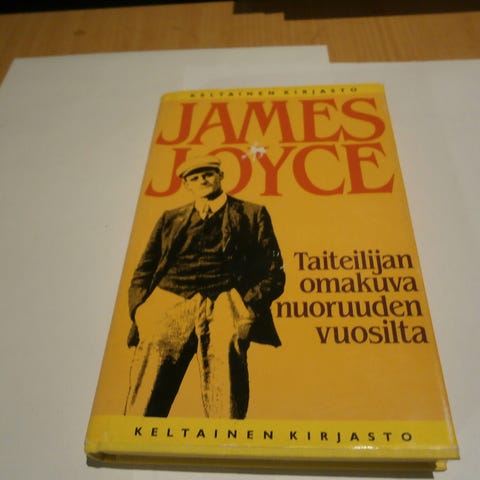 KELTAINEN KIRJASTO
JAMES
JOYCE
Taiteilijan
omakuva
nuoruuden
vuosilta
KELTAINEN KIRJASTO